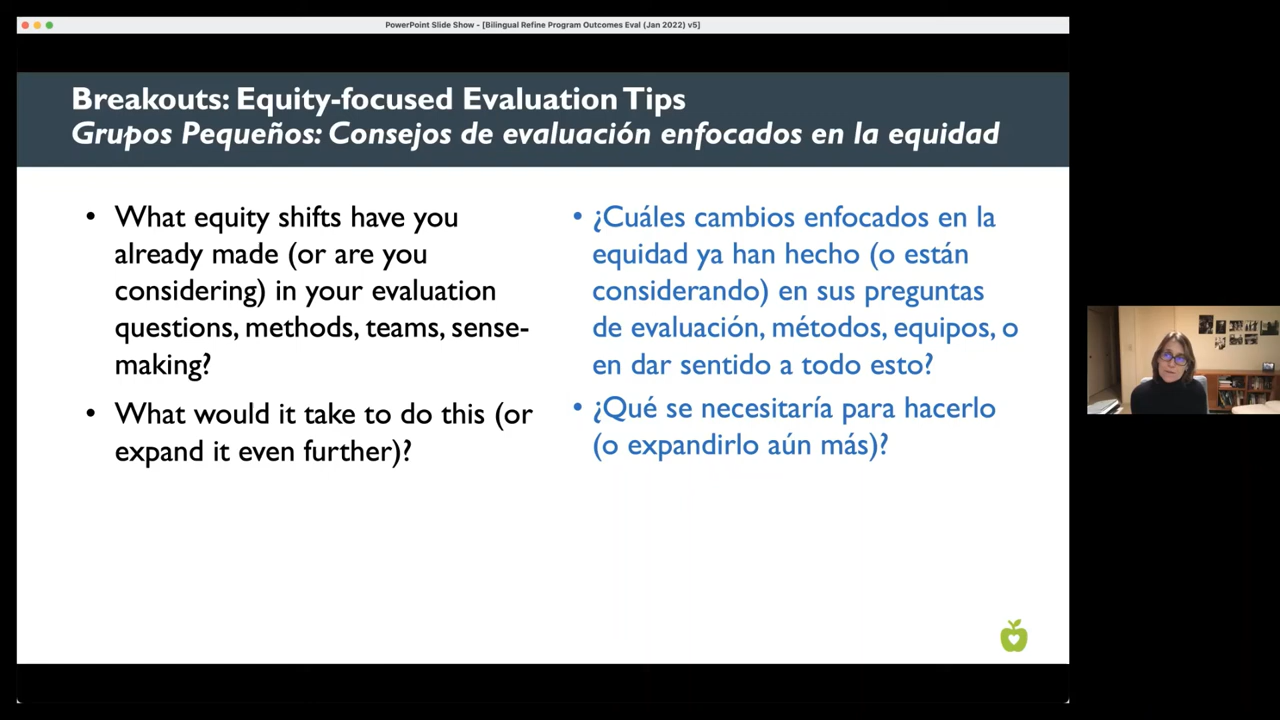 PowerPoint Slide Show - [Bilingual Refine Program Outcomes Eval (Jan 2022) v5]
Breakouts: Equity-focused Evaluation Tips
Grupos Pequeños: Consejos de evaluación enfocados en la equidad
• What equity shifts have you
already made (or are you
considering) in your evaluation
questions, methods, teams, sense-
making?
• What would it take to do this (or
expand it even further)?
• ¿Cuáles cambios enfocados en la
equidad ya han hecho (o están
considerando) en sus preguntas
de evaluación, métodos, equipos, o
en dar sentido a todo esto?
• ¿Qué se necesitaría para hacerlo
(o expandirlo aún más)?